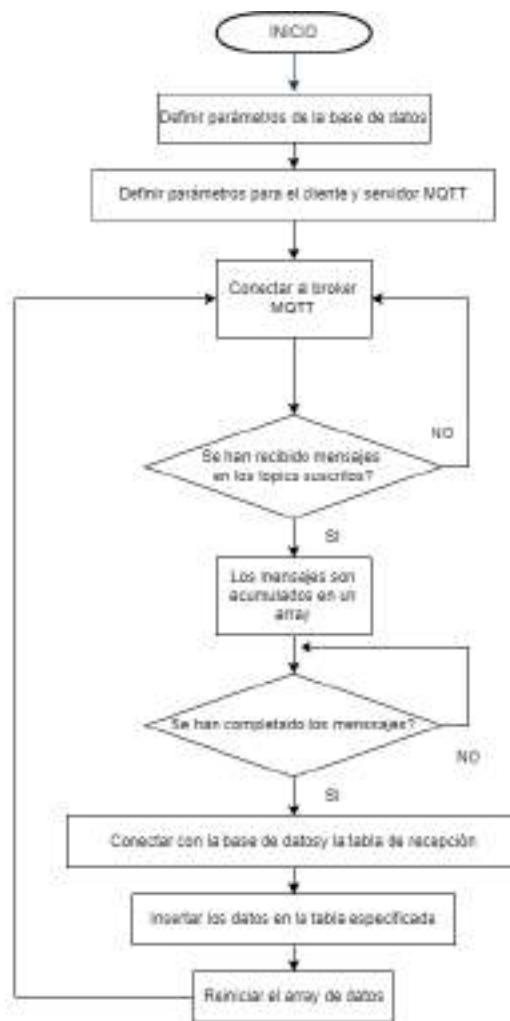 INICIO
Definir parámetros de la base de datos
Definir parámetros para el cliente y servidor MQTT
Conectar al broker
MQTT
NO
Se han recibido mensajes
en los topics suscritos?
SI
Los mensajes son
acumulados en un
array
Se han completado los menssajes?
NO
SI
Conectar con la base de datosy la tabla de recepción
Insertar los datos en la tabla especificada
Reiniciar el array de datos